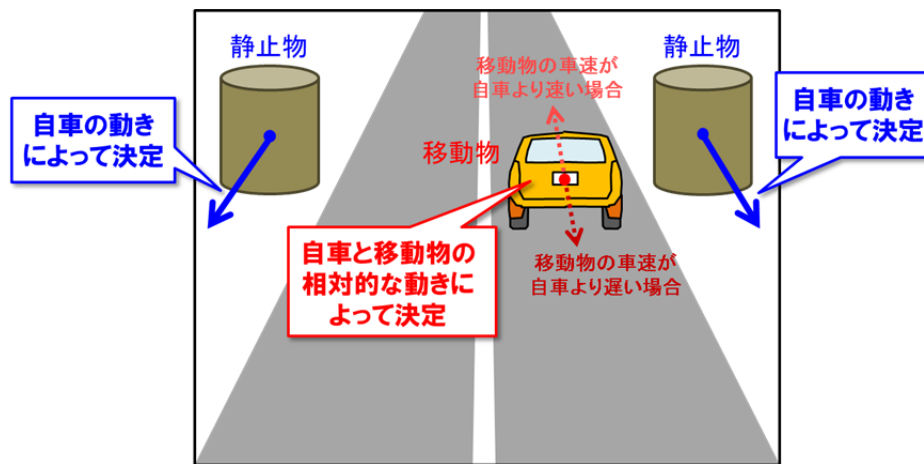 静止物
静止物
移動物の車速が
自車より速い場合
自車の動き
によって決定
自車の動き
によって決定
移動物
自車と移動物の
相対的な動きに
よって決定
移動物の車速が
自車より遅い場合